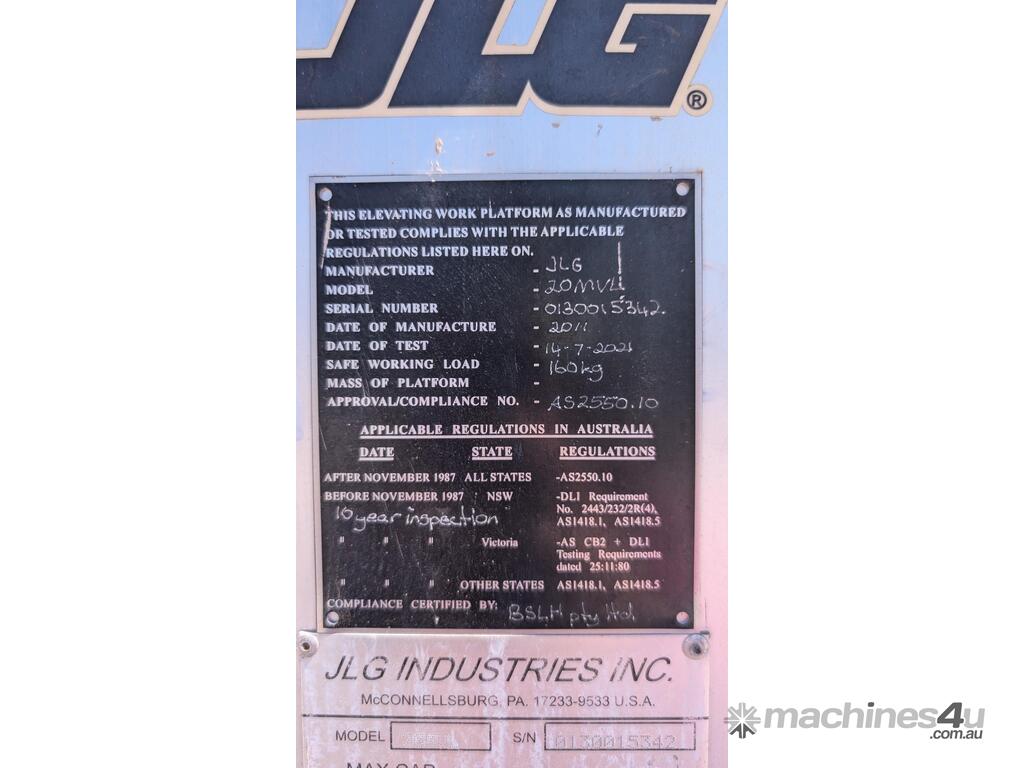 JLG®
THIS ELEVATING WORK PLATFORM AS MANUFACTURED
OR TESTED COMPLIES WITH THE APPLICABLE
REGULATIONS LISTED HERE ON.
MANUFACTURER - JLG
MODEL - 20MVL
SERIAL NUMBER - 0130015342.
DATE OF MANUFACTURE - 2011
DATE OF TEST - 14-7-2021
SAFE WORKING LOAD - 160kg
MASS OF PLATFORM -
APPROVAL/COMPLIANCE NO. - AS2550.10
APPLICABLE REGULATIONS IN AUSTRALIA
DATE STATE REGULATIONS
AFTER NOVEMBER 1987 ALL STATES -AS2550.10
BEFORE NOVEMBER 1987 NSW -DLI Requirement
No. 2443/232/2R(4),
10 year inspection AS1418.1, AS1418.5
" " " Victoria -AS CB2 + DLI
Testing Requirements
dated 25:11:80
" " " OTHER STATES AS1418.1, AS1418.5
COMPLIANCE CERTIFIED BY: BSLH pty ltd
JLG INDUSTRIES INC.
McCONNELLSBURG, PA. 17233-9533 U.S.A.
MODEL S/N 0130015342
MAX CAP
machines4u
.com.au